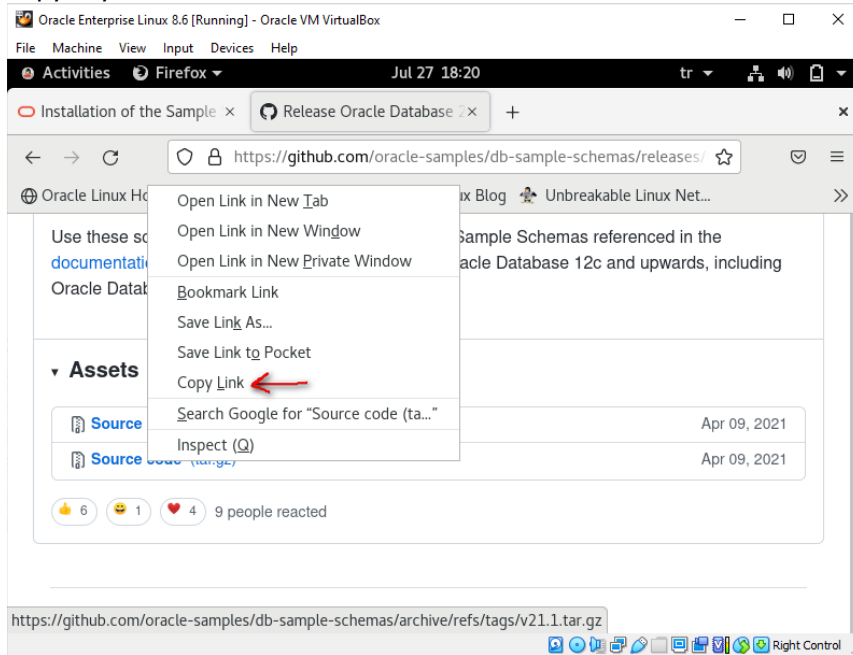 Oracle Enterprise Linux 8.6 [Running] - Oracle VM VirtualBox
File Machine View Input Devices Help
Activities Firefox Jul 27 18:20 tr
Installation of the Sample Release Oracle Database 2
https://github.com/oracle-samples/db-sample-schemas/releases/
Oracle Linux Ho ux Blog Unbreakable Linux Net...
Open Link in New Tab
Open Link in New Window
Open Link in New Private Window
Bookmark Link
Save Link As...
Save Link to Pocket
Copy Link
Search Google for “Source code (ta...”
Inspect (Q)
Use these sc Sample Schemas referenced in the
documentati acle Database 12c and upwards, including
Oracle Datab
Assets
Source Apr 09, 2021
Source code (tar.gz) Apr 09, 2021
6 1 4 9 people reacted
https://github.com/oracle-samples/db-sample-schemas/archive/refs/tags/v21.1.tar.gz
Right Control